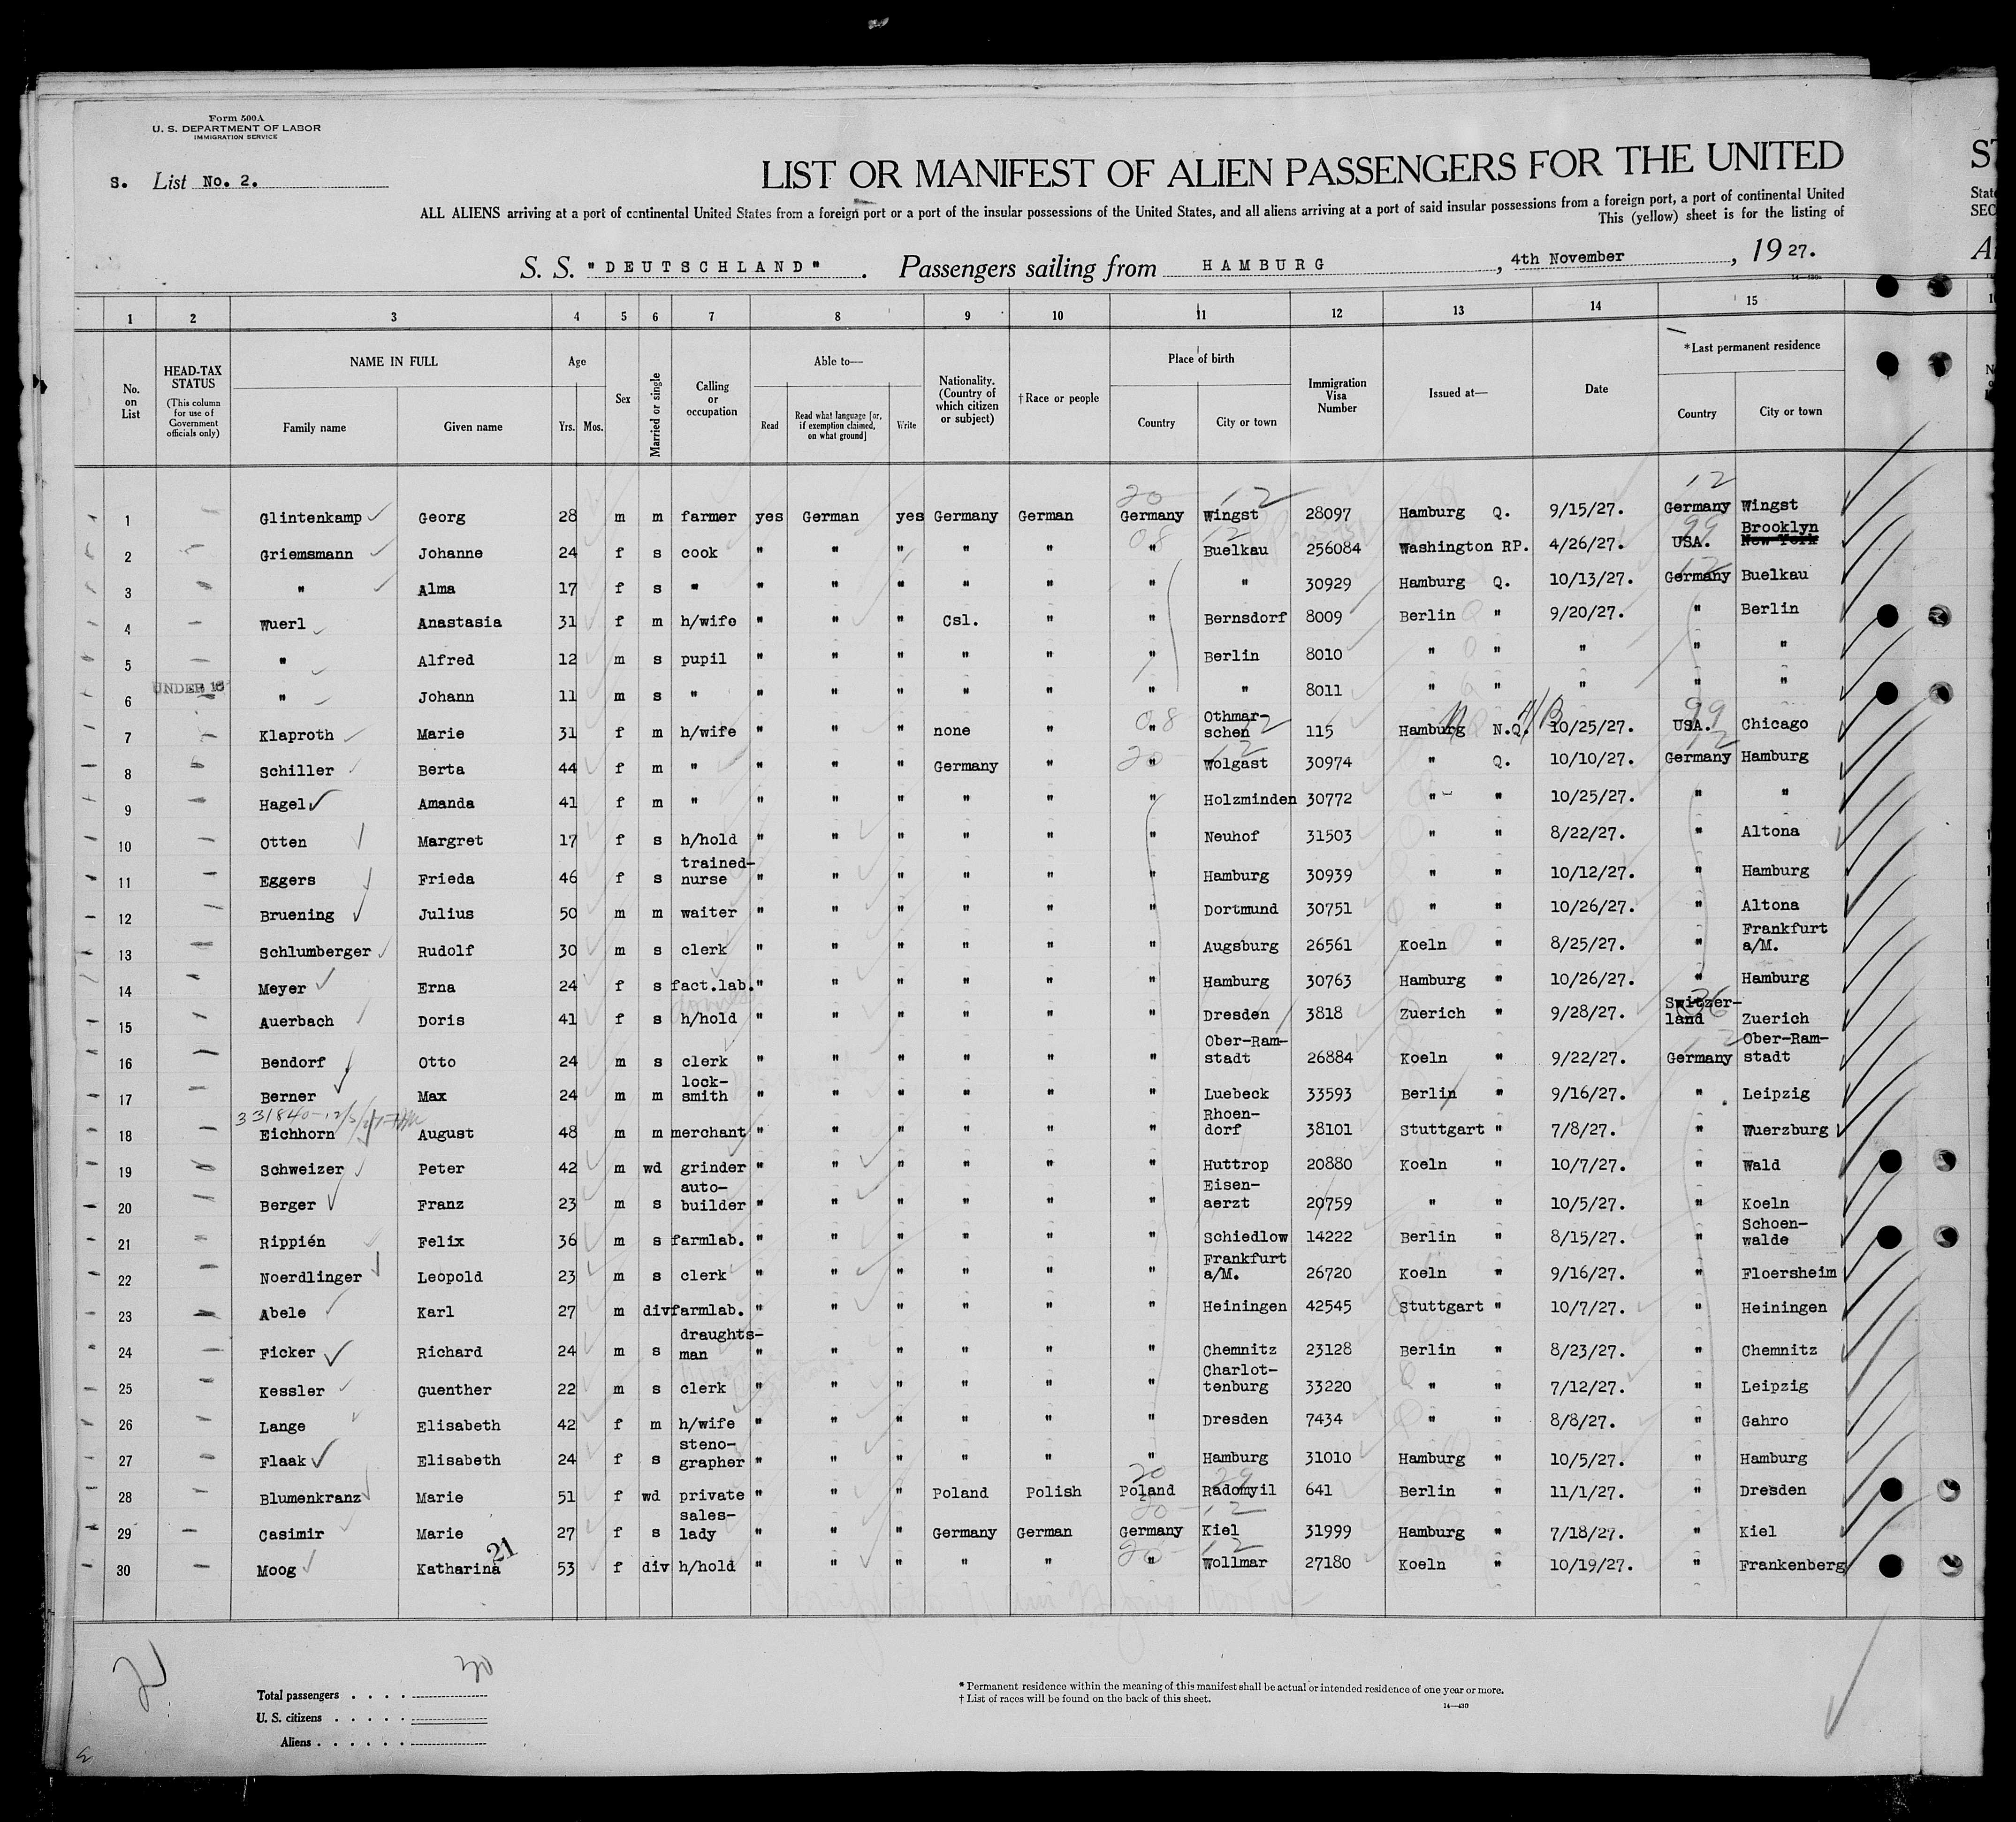 Form 500A
U. S. DEPARTMENT OF LABOR
IMMIGRATION SERVICE
S. List No. 2.
LIST OR MANIFEST OF ALIEN PASSENGERS FOR THE UNITED
ALL ALIENS arriving at a port of continental United States from a foreign port or a port of the insular possessions of the United States, and all aliens arriving at a port of said insular possessions from a foreign port, a port of continental United
This (yellow) sheet is for the listing of
S. S. "DEUTSCHLAND" . Passengers sailing from HAMBURG , 4th November , 1927.
1 2 3 4 5 6 7 8 9 10 11 12 13 14 15
No. on List HEAD-TAX STATUS (This column for use of Government officials only) NAME IN FULL Family name Given name Age Yrs. Mos. Sex Married or single Calling or occupation Able to— Read Read what language [or, if exemption claimed, on what ground] Write Nationality. (Country of which citizen or subject) †Race or people Place of birth Country City or town Immigration Visa Number Issued at— Date *Last permanent residence Country City or town
1 Glintenkamp Georg 28 m m farmer yes German yes Germany German Germany Wingst 28097 Hamburg Q. 9/15/27. Germany Wingst
2 Griemsmann Johanne 24 f s cook " " " " " " Buelkau 256084 Washington RP. 4/26/27. USA. Brooklyn New York
3 " Alma 17 f s " " " " " " " " 30929 Hamburg Q. 10/13/27. Germany Buelkau
4 Wuerl Anastasia 31 f m h/wife " " " Csl. " " Bernsdorf 8009 Berlin " 9/20/27. " Berlin
5 " Alfred 12 m s pupil " " " " " " Berlin 8010 " " " " "
UNDER 16
6 " Johann 11 m s " " " " " " " " 8011 " " " " "
7 Klaproth Marie 31 f m h/wife " " " none " " Othmar-schen 115 Hamburg N.Q. 10/25/27. USA. Chicago
8 Schiller Berta 44 f m " " " " Germany " " Wolgast 30974 " Q. 10/10/27. Germany Hamburg
9 Hagel Amanda 41 f m " " " " " " " Holzminden 30772 " " 10/25/27. " "
10 Otten Margret 17 f s h/hold " " " " " " Neuhof 31503 " " 8/22/27. " Altona
11 Eggers Frieda 46 f s trained-nurse " " " " " " Hamburg 30939 " " 10/12/27. " Hamburg
12 Bruening Julius 50 m m waiter " " " " " " Dortmund 30751 " " 10/26/27. " Altona
13 Schlumberger Rudolf 30 m s clerk " " " " " " Augsburg 26561 Koeln " 8/25/27. " Frankfurt a/M.
14 Meyer Erna 24 f s fact.lab. " " " " " " Hamburg 30763 Hamburg " 10/26/27. " Hamburg
15 Auerbach Doris 41 f s h/hold " " " " " " Dresden 3818 Zuerich " 9/28/27. Switzer-land Zuerich
16 Bendorf Otto 24 m s clerk " " " " " " Ober-Ram-stadt 26884 Koeln " 9/22/27. Germany Ober-Ram-stadt
17 Berner Max 24 m m lock-smith " " " " " " Luebeck 33593 Berlin " 9/16/27. " Leipzig
18 Eichhorn August 48 m m merchant " " " " " " Rhoen-dorf 38101 Stuttgart " 7/8/27. " Wuerzburg
19 Schweizer Peter 42 m wd grinder " " " " " " Huttrop 20880 Koeln " 10/7/27. " Wald
20 Berger Franz 23 m s auto-builder " " " " " " Eisen-aerzt 20759 " " 10/5/27. " Koeln
21 Rippién Felix 36 m s farmlab. " " " " " " Schiedlow 14222 Berlin " 8/15/27. " Schoen-walde
22 Noerdlinger Leopold 23 m s clerk " " " " " " Frankfurt a/M. 26720 Koeln " 9/16/27. " Floersheim
23 Abele Karl 27 m div farmlab. " " " " " " Heiningen 42545 Stuttgart " 10/7/27. " Heiningen
24 Ficker Richard 24 m s draughts-man " " " " " " Chemnitz 23128 Berlin " 8/23/27. " Chemnitz
25 Kessler Guenther 22 m s clerk " " " " " " Charlot-tenburg 33220 " " 7/12/27. " Leipzig
26 Lange Elisabeth 42 f m h/wife " " " " " " Dresden 7434 " " 8/8/27. " Gahro
27 Flaak Elisabeth 24 f s steno-grapher " " " " " " Hamburg 31010 Hamburg " 10/5/27. " Hamburg
28 Blumenkranz Marie 51 f wd private " " " Poland Polish Poland Radomyil 641 Berlin " 11/1/27. " Dresden
29 Casimir Marie 27 f s sales-lady " " " Germany German Germany Kiel 31999 Hamburg " 7/18/27. " Kiel
30 Moog Katharina 21 53 f div h/hold " " " " " " Wollmar 27180 Koeln " 10/19/27. " Frankenberg
Total passengers . . . . 30
U. S. citizens . . . . .
Aliens . . . . . .
* Permanent residence within the meaning of this manifest shall be actual or intended residence of one year or more.
† List of races will be found on the back of this sheet.
14—430